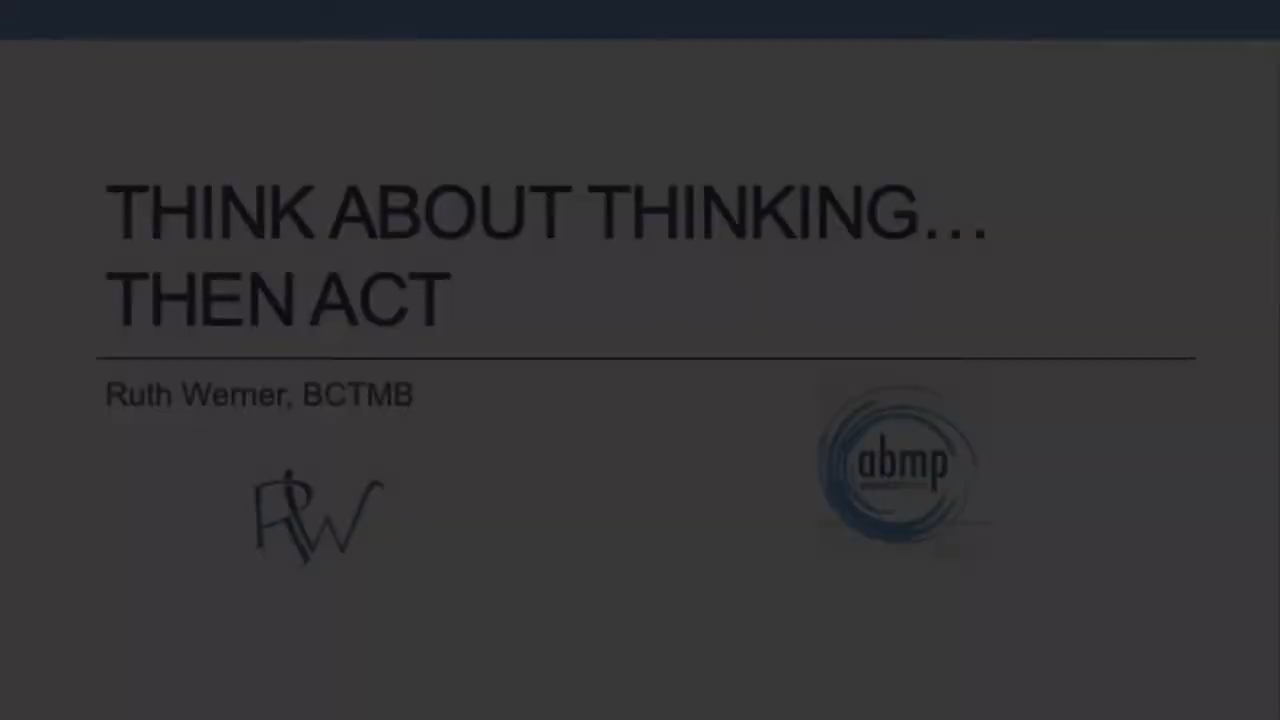 THINK ABOUT THINKING…
THEN ACT
Ruth Werner, BCTMB
RW
abmp